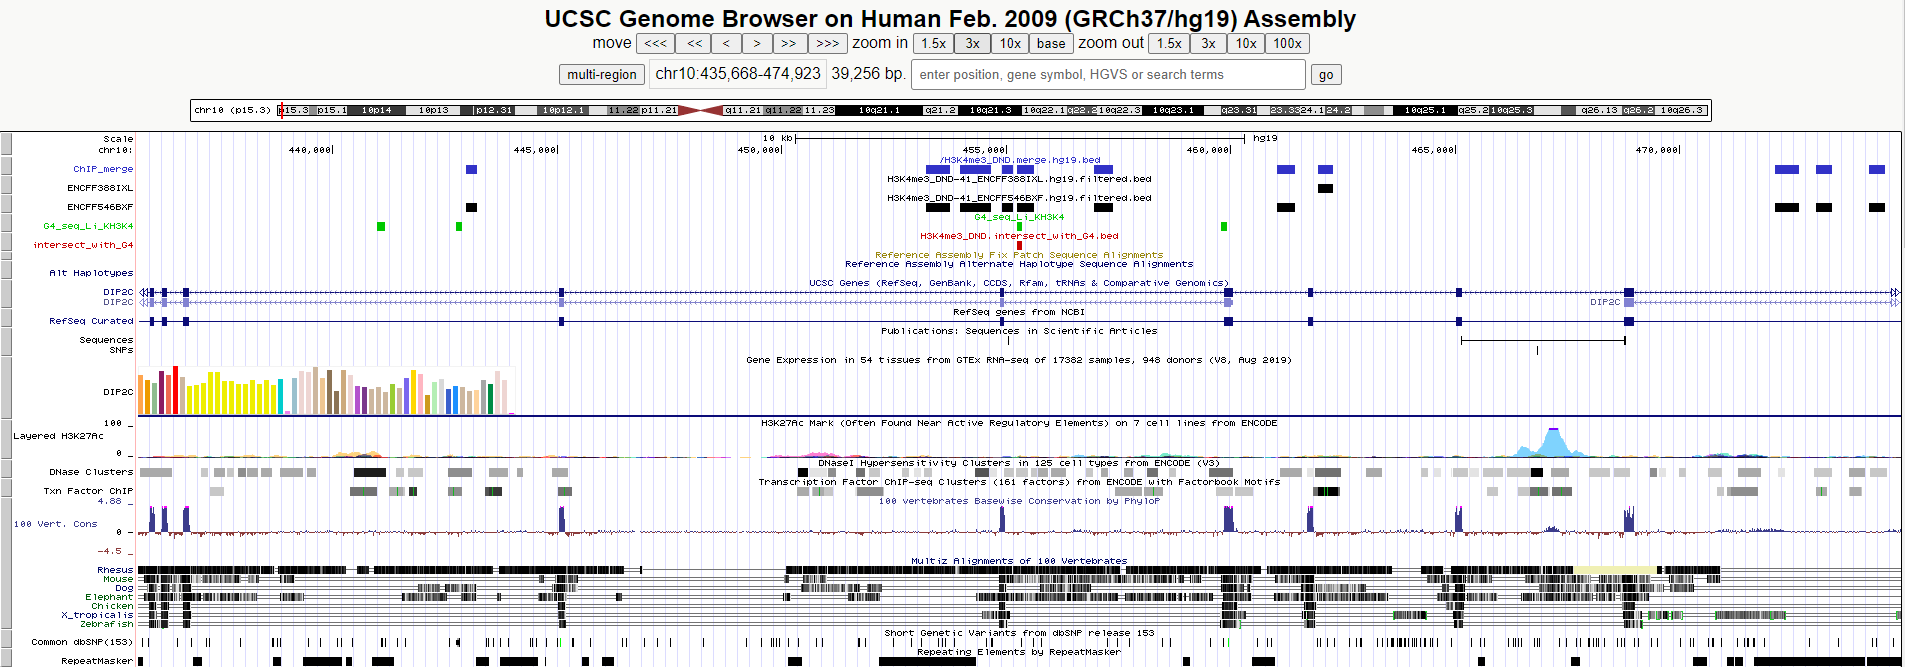 UCSC Genome Browser on Human Feb. 2009 (GRCh37/hg19) Assembly
move <<< << < > >> >>> zoom in 1.5x 3x 10x base zoom out 1.5x 3x 10x 100x
multi-region chr10:435,668-474,923 39,256 bp. enter position, gene symbol, HGVS or search terms go
chr10 (p15.3) p15.3 p15.1 10p14 10p13 p12.31 10p12.1 11.22 p11.21 q11.21 q11.22 11.23 10q21.1 q21.2 10q21.3 10q22.1 q22.2 10q22.3 10q23.1 q23.31 23.33 24.1 24.2 10q25.1 q25.2 10q25.3 q26.13 q26.2 10q26.3
Scale 10 kb hg19
chr10: 440,000 445,000 450,000 455,000 460,000 465,000 470,000
/H3K4me3_DND.merge.hg19.bed
ChIP_merge
H3K4me3_DND-41_ENCFF388IXL.hg19.filtered.bed
ENCFF388IXL
H3K4me3_DND-41_ENCFF546BXF.hg19.filtered.bed
ENCFF546BXF
G4_seq_Li_KH3K4
G4_seq_Li_KH3K4
H3K4me3_DND.intersect_with_G4.bed
intersect_with_G4
Reference Assembly Fix Patch Sequence Alignments
Reference Assembly Alternate Haplotype Sequence Alignments
Alt Haplotypes
UCSC Genes (RefSeq, GenBank, CCDS, Rfam, tRNAs & Comparative Genomics)
DIP2C
DIP2C DIP2C
RefSeq genes from NCBI
RefSeq Curated
Publications: Sequences in Scientific Articles
Sequences
SNPs
Gene Expression in 54 tissues from GTEx RNA-seq of 17382 samples, 948 donors (V8, Aug 2019)
DIP2C
H3K27Ac Mark (Often Found Near Active Regulatory Elements) on 7 cell lines from ENCODE
100 _
Layered H3K27Ac
0 _
DNaseI Hypersensitivity Clusters in 125 cell types from ENCODE (V3)
DNase Clusters
Transcription Factor ChIP-seq Clusters (161 factors) from ENCODE with Factorbook Motifs
Txn Factor ChIP
100 vertebrates Basewise Conservation by PhyloP
4.88 _
100 Vert. Cons
0 _
-4.5 _
Multiz Alignments of 100 Vertebrates
Rhesus
Mouse
Dog
Elephant
Chicken
X_tropicalis
Zebrafish
Short Genetic Variants from dbSNP release 153
Common dbSNP(153)
Repeating Elements by RepeatMasker
RepeatMasker